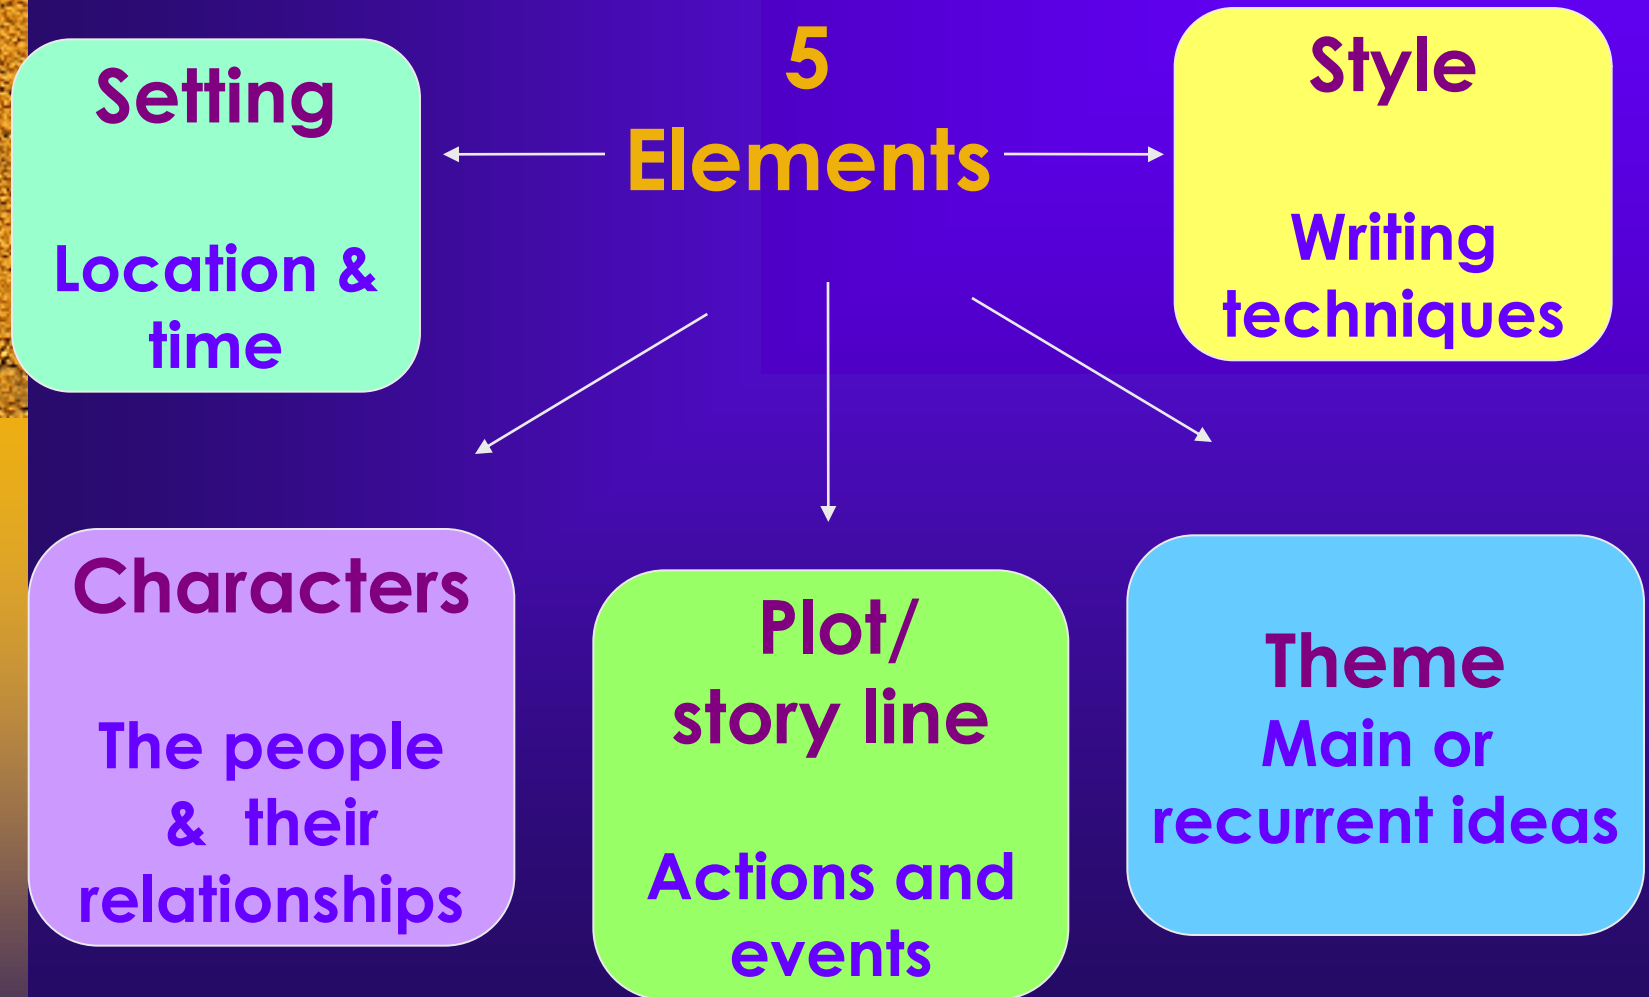 5
Elements
Setting
Location &
time
Style
Writing
techniques
Characters
The people
& their
relationships
Plot/
story line
Actions and
events
Theme
Main or
recurrent ideas